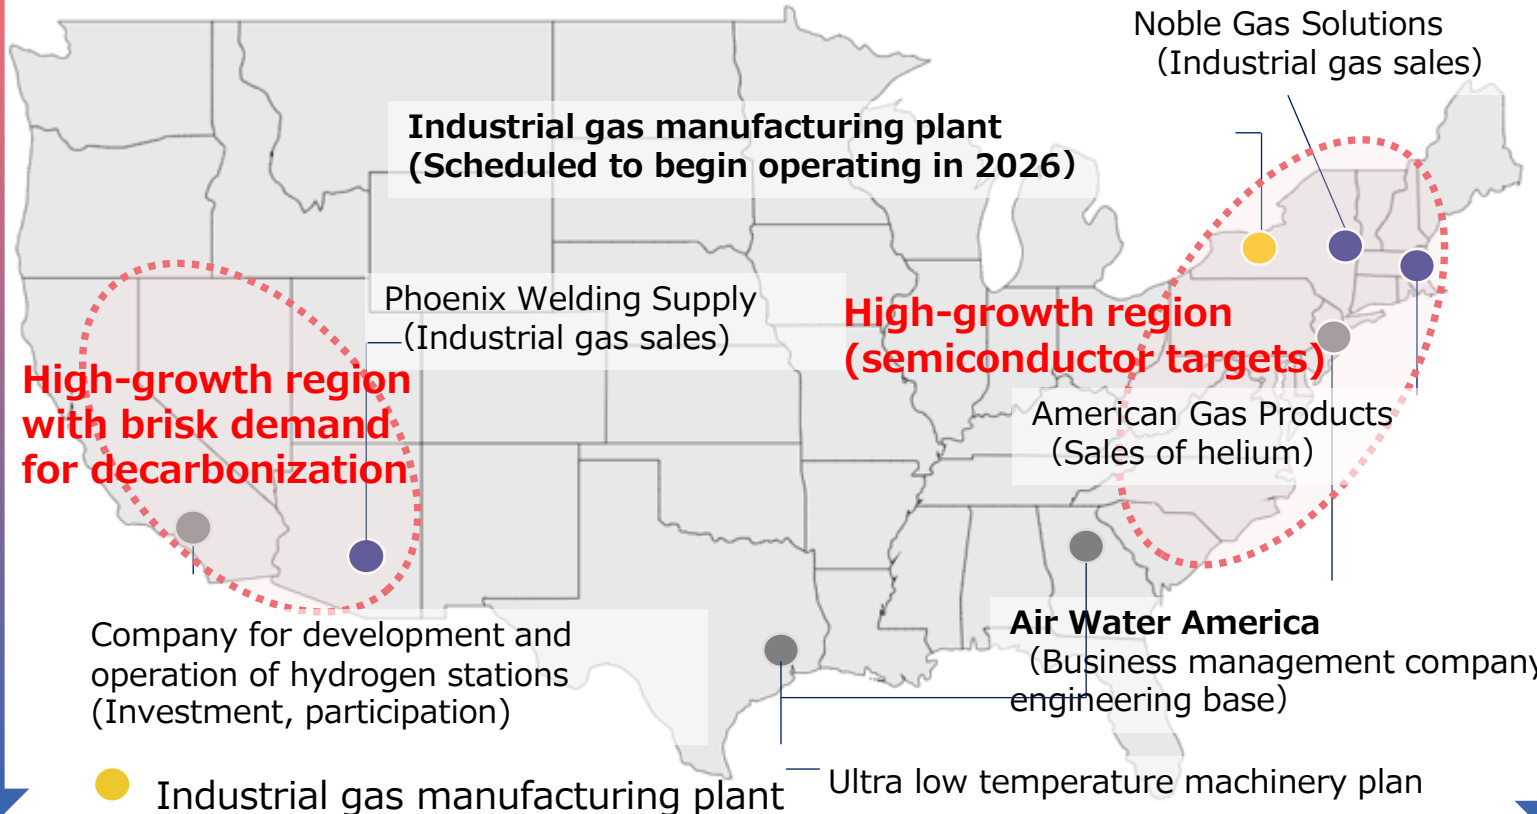 Noble Gas Solutions
（Industrial gas sales）
Industrial gas manufacturing plant
(Scheduled to begin operating in 2026）
Phoenix Welding Supply
（Industrial gas sales）
High-growth region
(semiconductor targets)
High-growth region
with brisk demand
for decarbonization
American Gas Products
（Sales of helium）
Air Water America
（Business management company
engineering base）
Company for development and
operation of hydrogen stations
(Investment, participation)
Ultra low temperature machinery plan
Industrial gas manufacturing plant